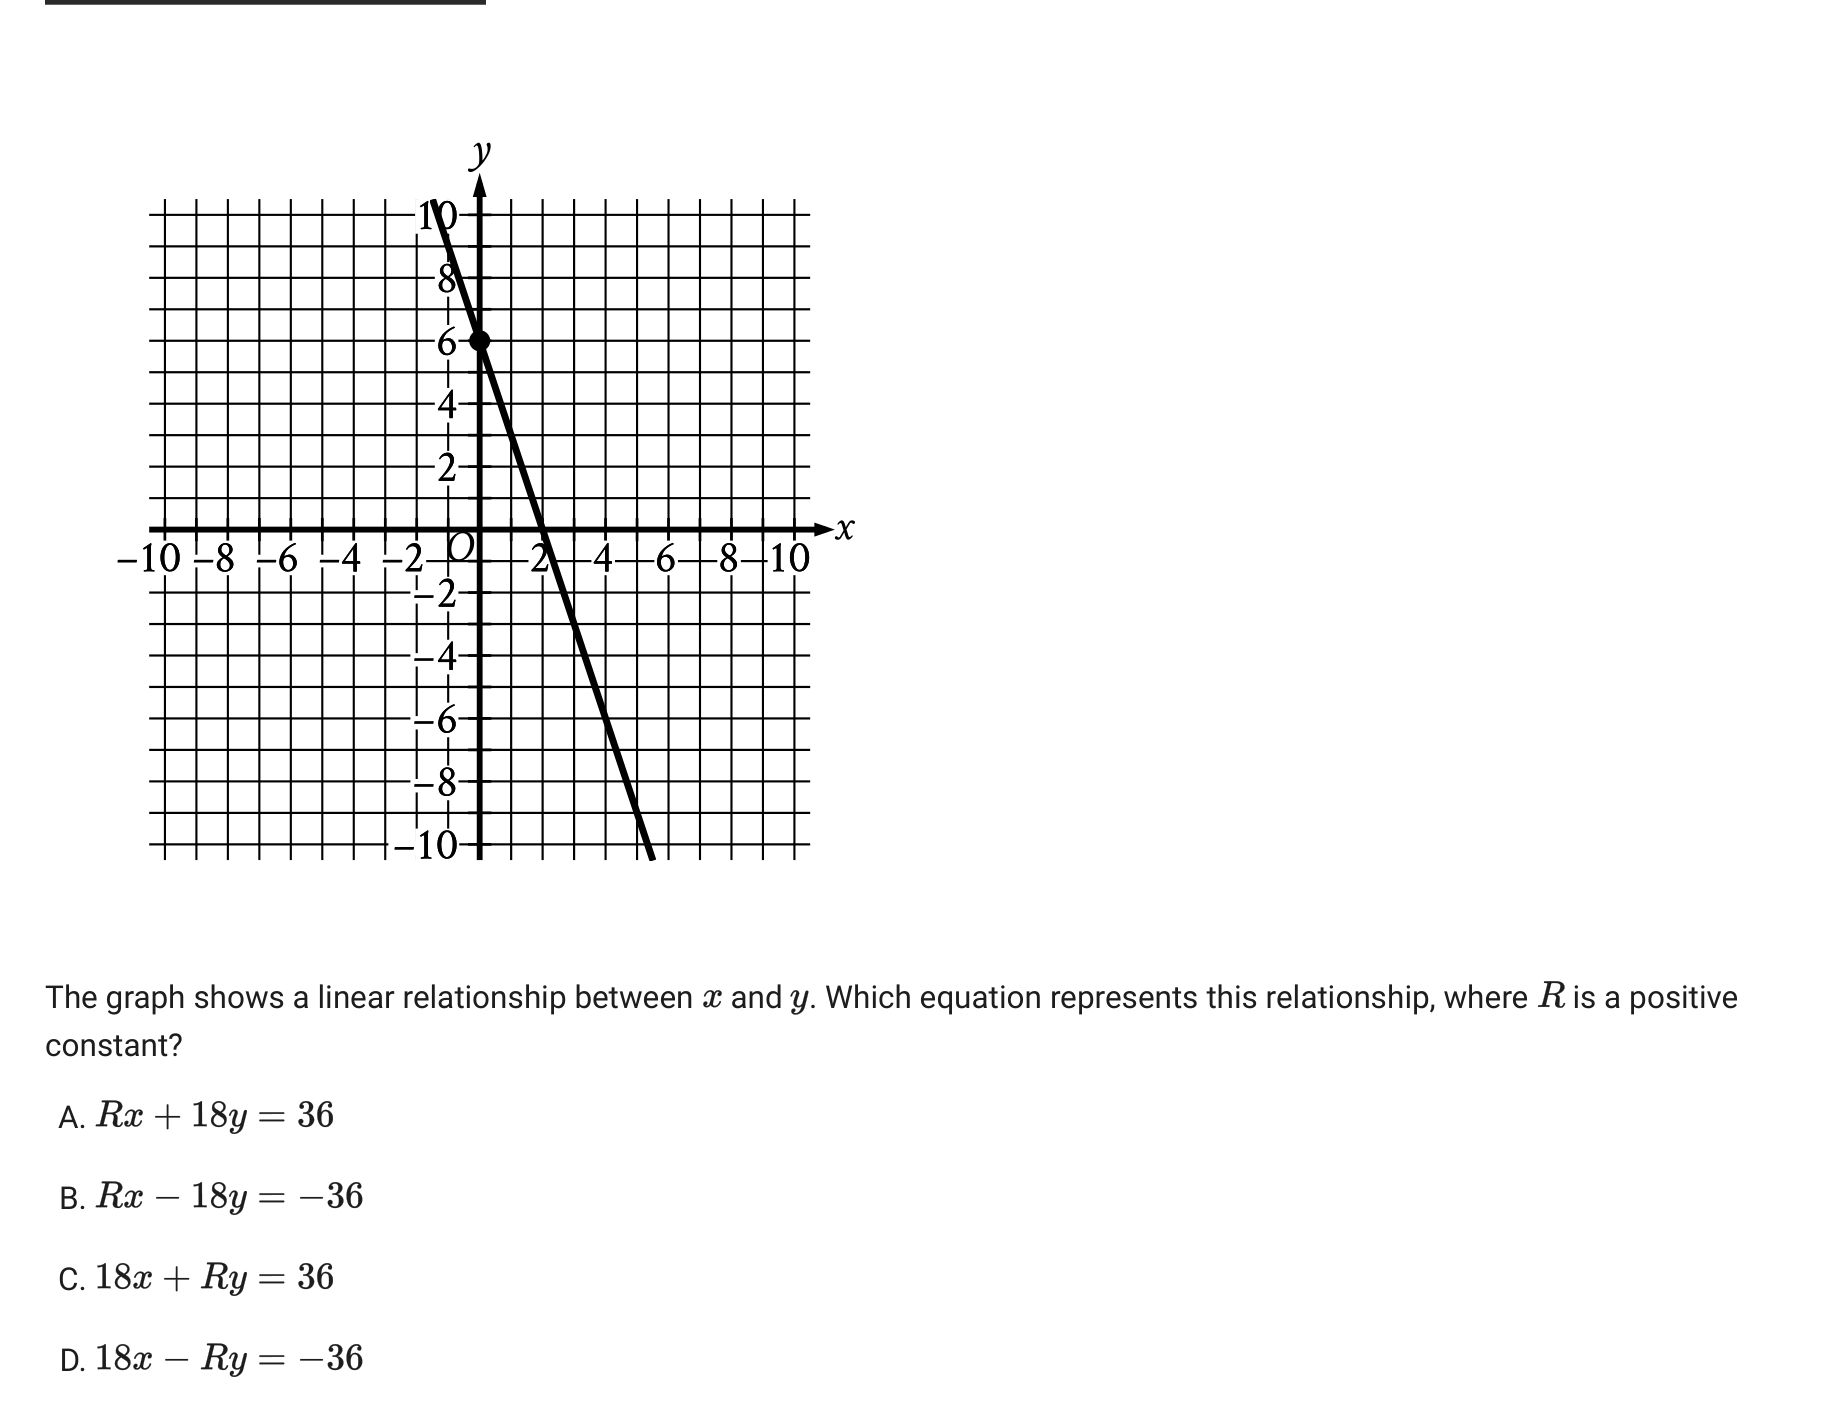 y
10
8
6
4
2
x
−10 −8 −6 −4 −2 O 2 4 6 8 10
−2
−4
−6
−8
−10
The graph shows a linear relationship between x and y. Which equation represents this relationship, where R is a positive
constant?
A. Rx + 18y = 36
B. Rx − 18y = −36
C. 18x + Ry = 36
D. 18x − Ry = −36